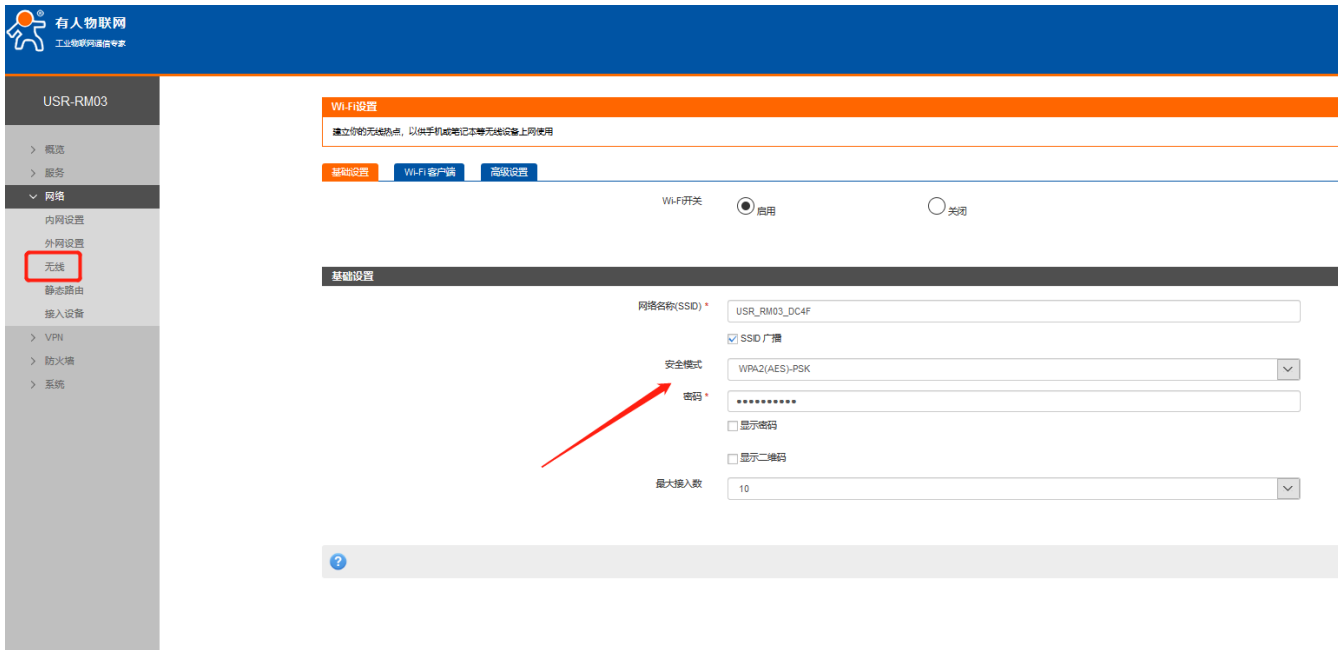 有人物联网
工业物联网通信专家
USR-RM03
概览
服务
网络
内网设置
外网设置
无线
静态路由
接入设备
VPN
防火墙
系统
Wi-Fi设置
建立你的无线热点，以供手机或笔记本等无线设备上网使用
基础设置 Wi-Fi 客户端 高级设置
Wi-Fi开关 启用 关闭
基础设置
网络名称(SSID) * USR_RM03_DC4F
SSID 广播
安全模式 WPA2(AES)-PSK
密码 * ••••••••••
显示密码
显示二维码
最大接入数 10